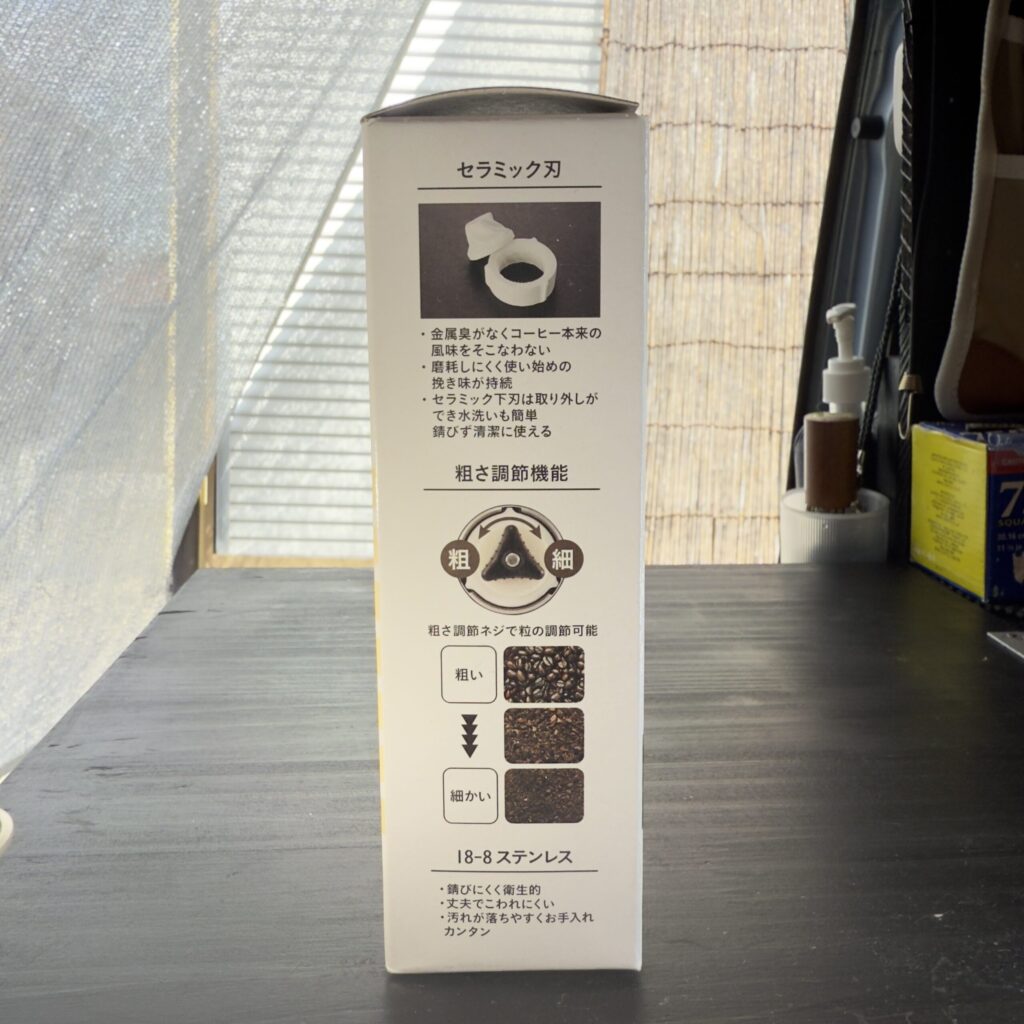 セラミック刃
・金属臭がなくコーヒー本来の
風味をそこなわない
・磨耗しにくく使い始めの
挽き味が持続
・セラミック下刃は取り外しが
でき水洗いも簡単
錆びず清潔に使える
粗さ調節機能
粗
細
粗さ調節ネジで粒の調節可能
粗い
細かい
18-8 ステンレス
・錆びにくく衛生的
・丈夫でこわれにくい
・汚れが落ちやすくお手入れ
カンタン